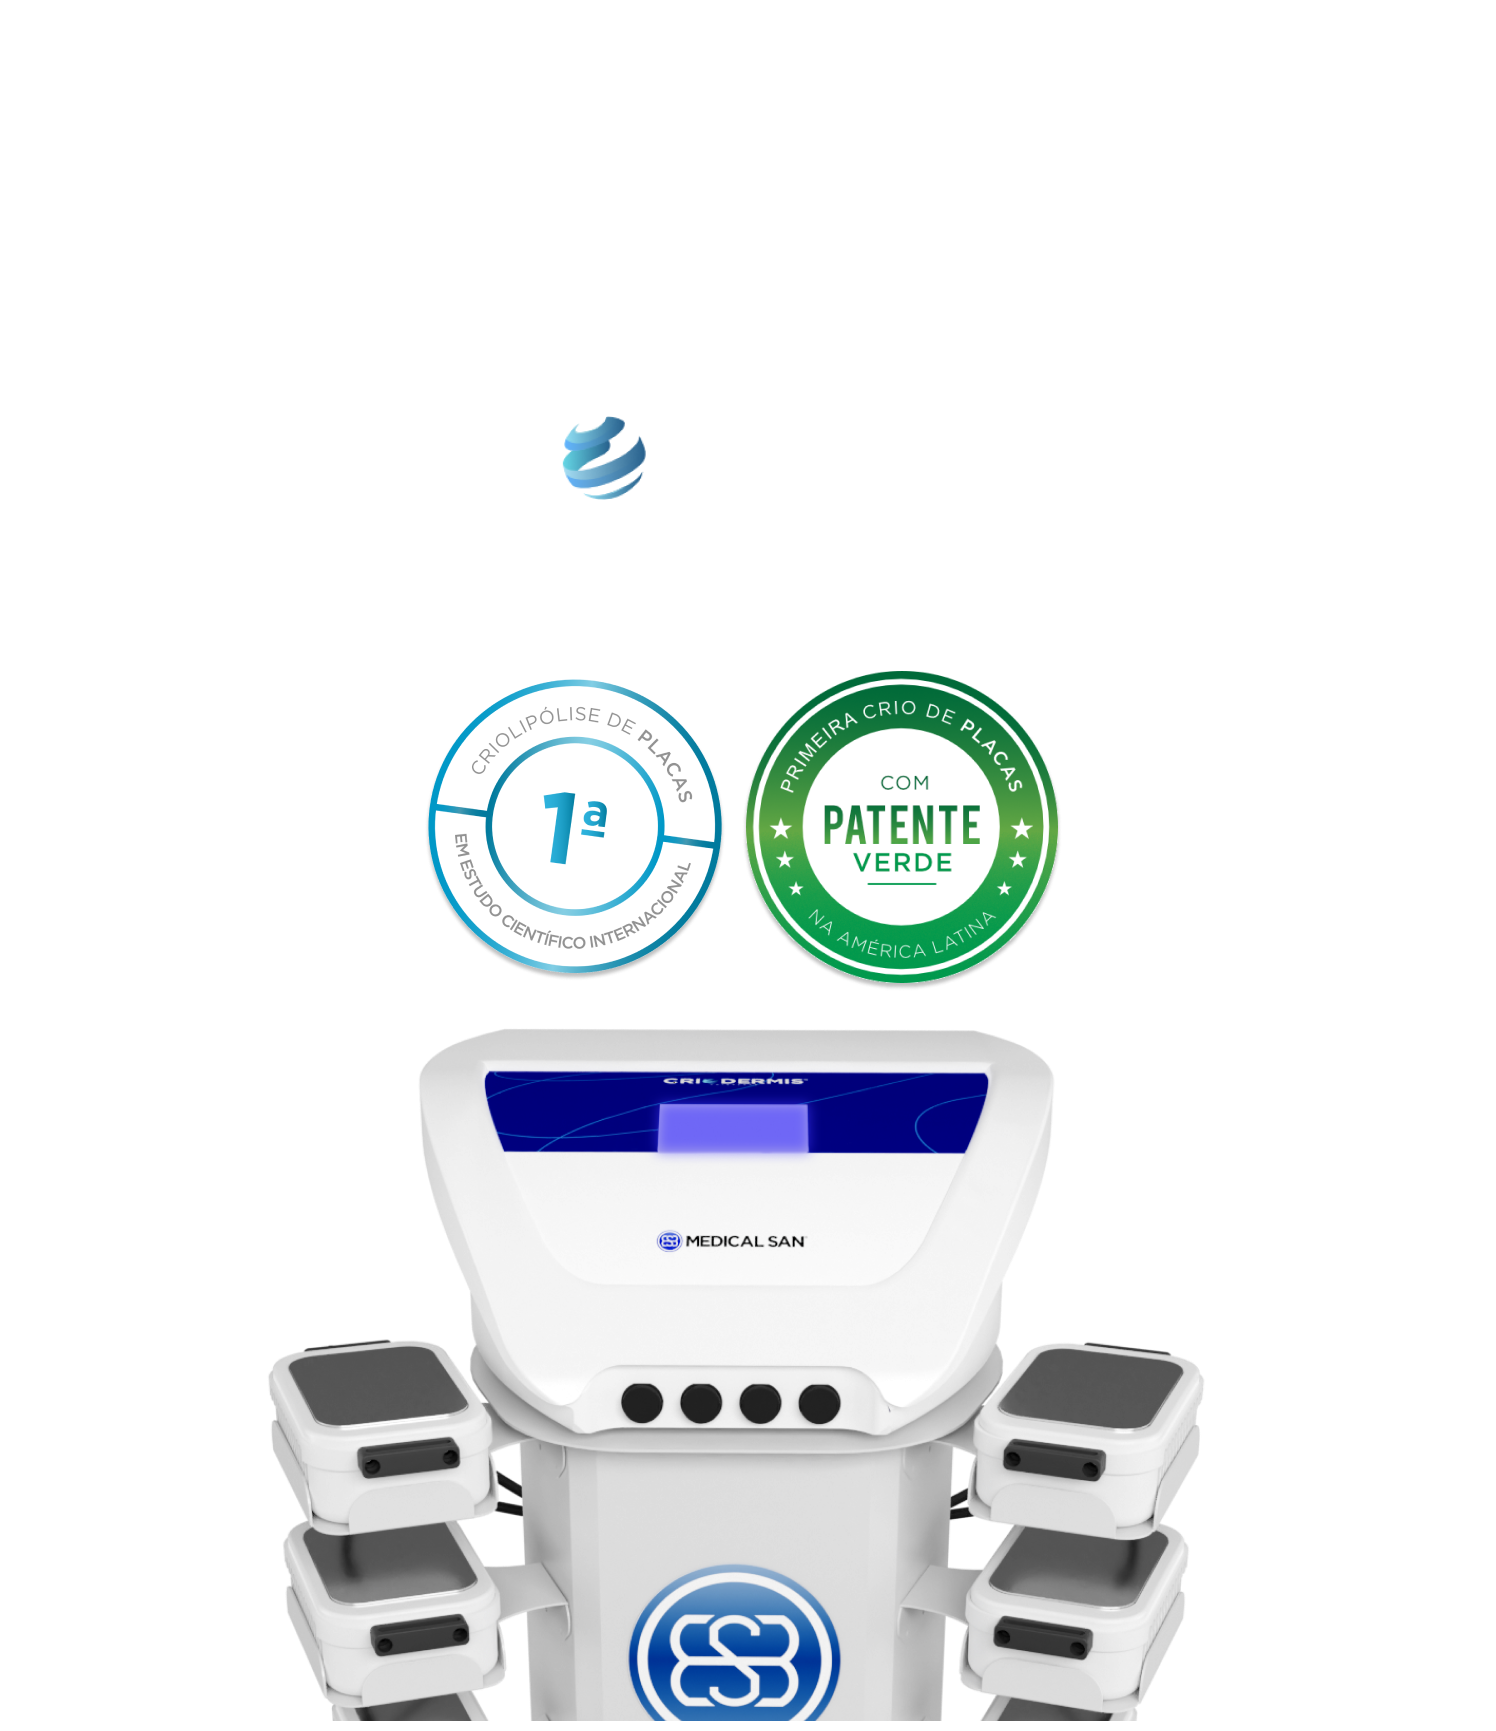 CRIOLIPÓLISE DE PLACAS
1ª
EM ESTUDO CIENTÍFICO INTERNACIONAL
PRIMEIRA CRIO DE PLACAS
COM
PATENTE
VERDE
NA AMÉRICA LATINA
CRIODERMIS
MEDICAL SAN